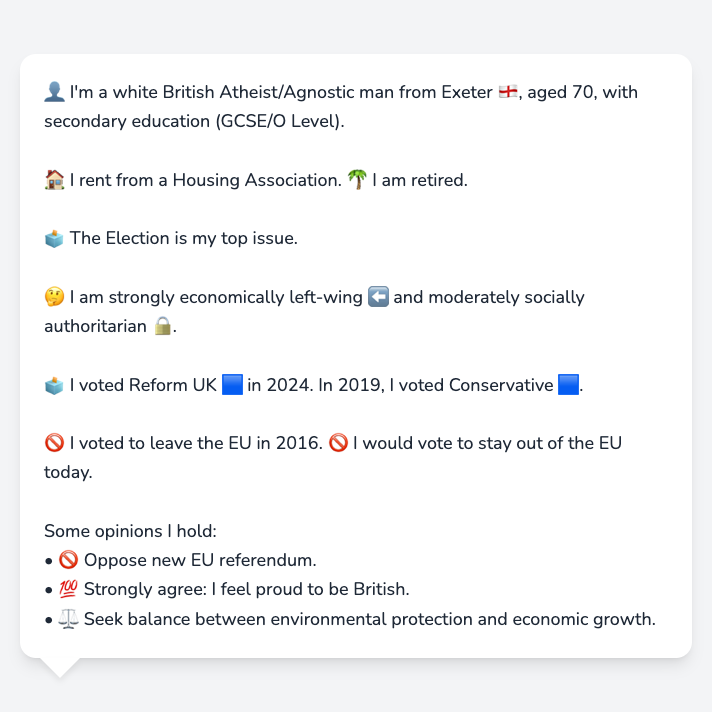 👤 I'm a white British Atheist/Agnostic man from Exeter 🏴󠁧󠁢󠁥󠁮󠁧󠁿, aged 70, with
secondary education (GCSE/O Level).
🏠 I rent from a Housing Association. 🌴 I am retired.
🗳️ The Election is my top issue.
🤔 I am strongly economically left-wing ⬅️ and moderately socially
authoritarian 🔒.
🗳️ I voted Reform UK 🟦 in 2024. In 2019, I voted Conservative 🟦.
🚫 I voted to leave the EU in 2016. 🚫 I would vote to stay out of the EU
today.
Some opinions I hold:
• 🚫 Oppose new EU referendum.
• 💯 Strongly agree: I feel proud to be British.
• ⚖️ Seek balance between environmental protection and economic growth.